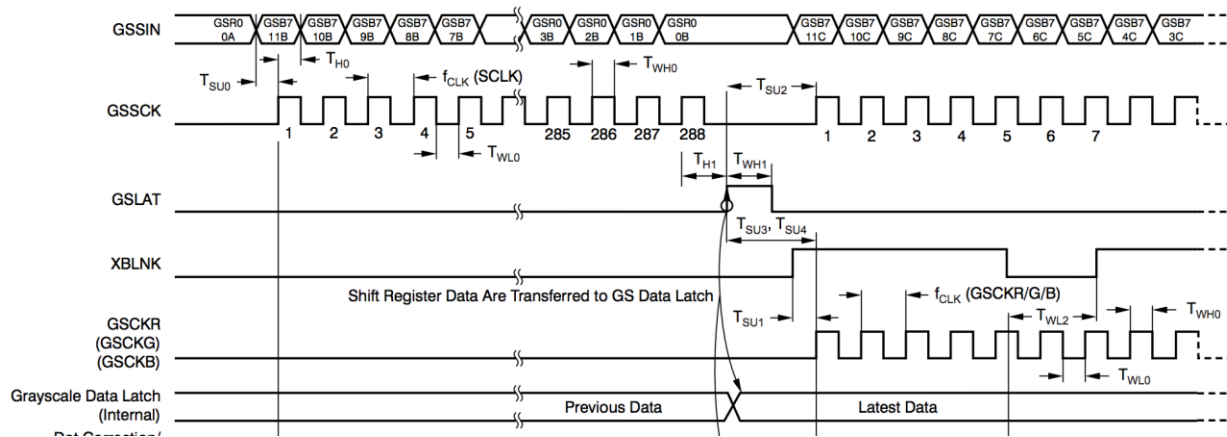 GSSIN
GSR0 GSB7 GSB7 GSB7 GSB7 GSB7 GSR0 GSR0 GSR0 GSR0 GSB7 GSB7 GSB7 GSB7 GSB7 GSB7 GSB7 GSB7 GSB7
0A 11B 10B 9B 8B 7B 3B 2B 1B 0B 11C 10C 9C 8C 7C 6C 5C 4C 3C
TSU0 TH0 fCLK (SCLK) TWH0 TSU2
GSSCK
1 2 3 4 5 285 286 287 288 1 2 3 4 5 6 7
TWL0 TH1 TWH1
GSLAT
TSU3, TSU4
XBLNK
Shift Register Data Are Transferred to GS Data Latch
fCLK (GSCKR/G/B)
TSU1 TWL2 TWH0
GSCKR
(GSCKG)
(GSCKB)
TWL0
Grayscale Data Latch
(Internal)
Previous Data Latest Data